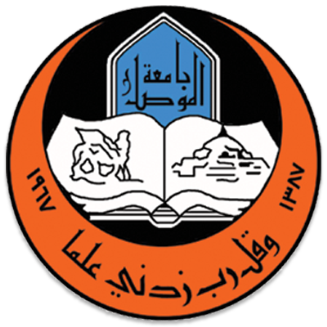 جامعة
الموصل
١٩٦٧
١٣٨٧
وقل رب زدني علما